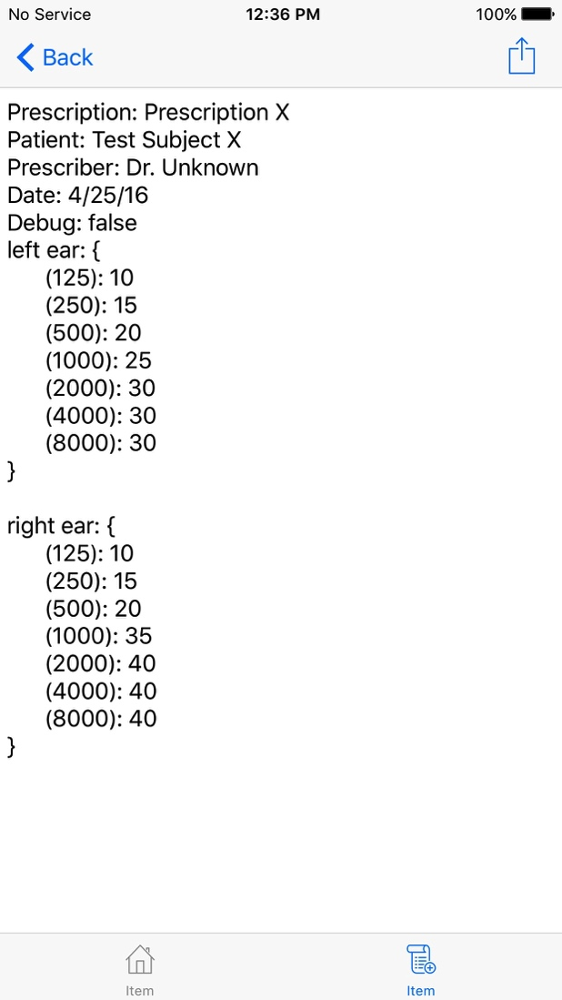 No Service 12:36 PM 100%
Back
Prescription: Prescription X
Patient: Test Subject X
Prescriber: Dr. Unknown
Date: 4/25/16
Debug: false
left ear: {
(125): 10
(250): 15
(500): 20
(1000): 25
(2000): 30
(4000): 30
(8000): 30
}
right ear: {
(125): 10
(250): 15
(500): 20
(1000): 35
(2000): 40
(4000): 40
(8000): 40
}
Item Item